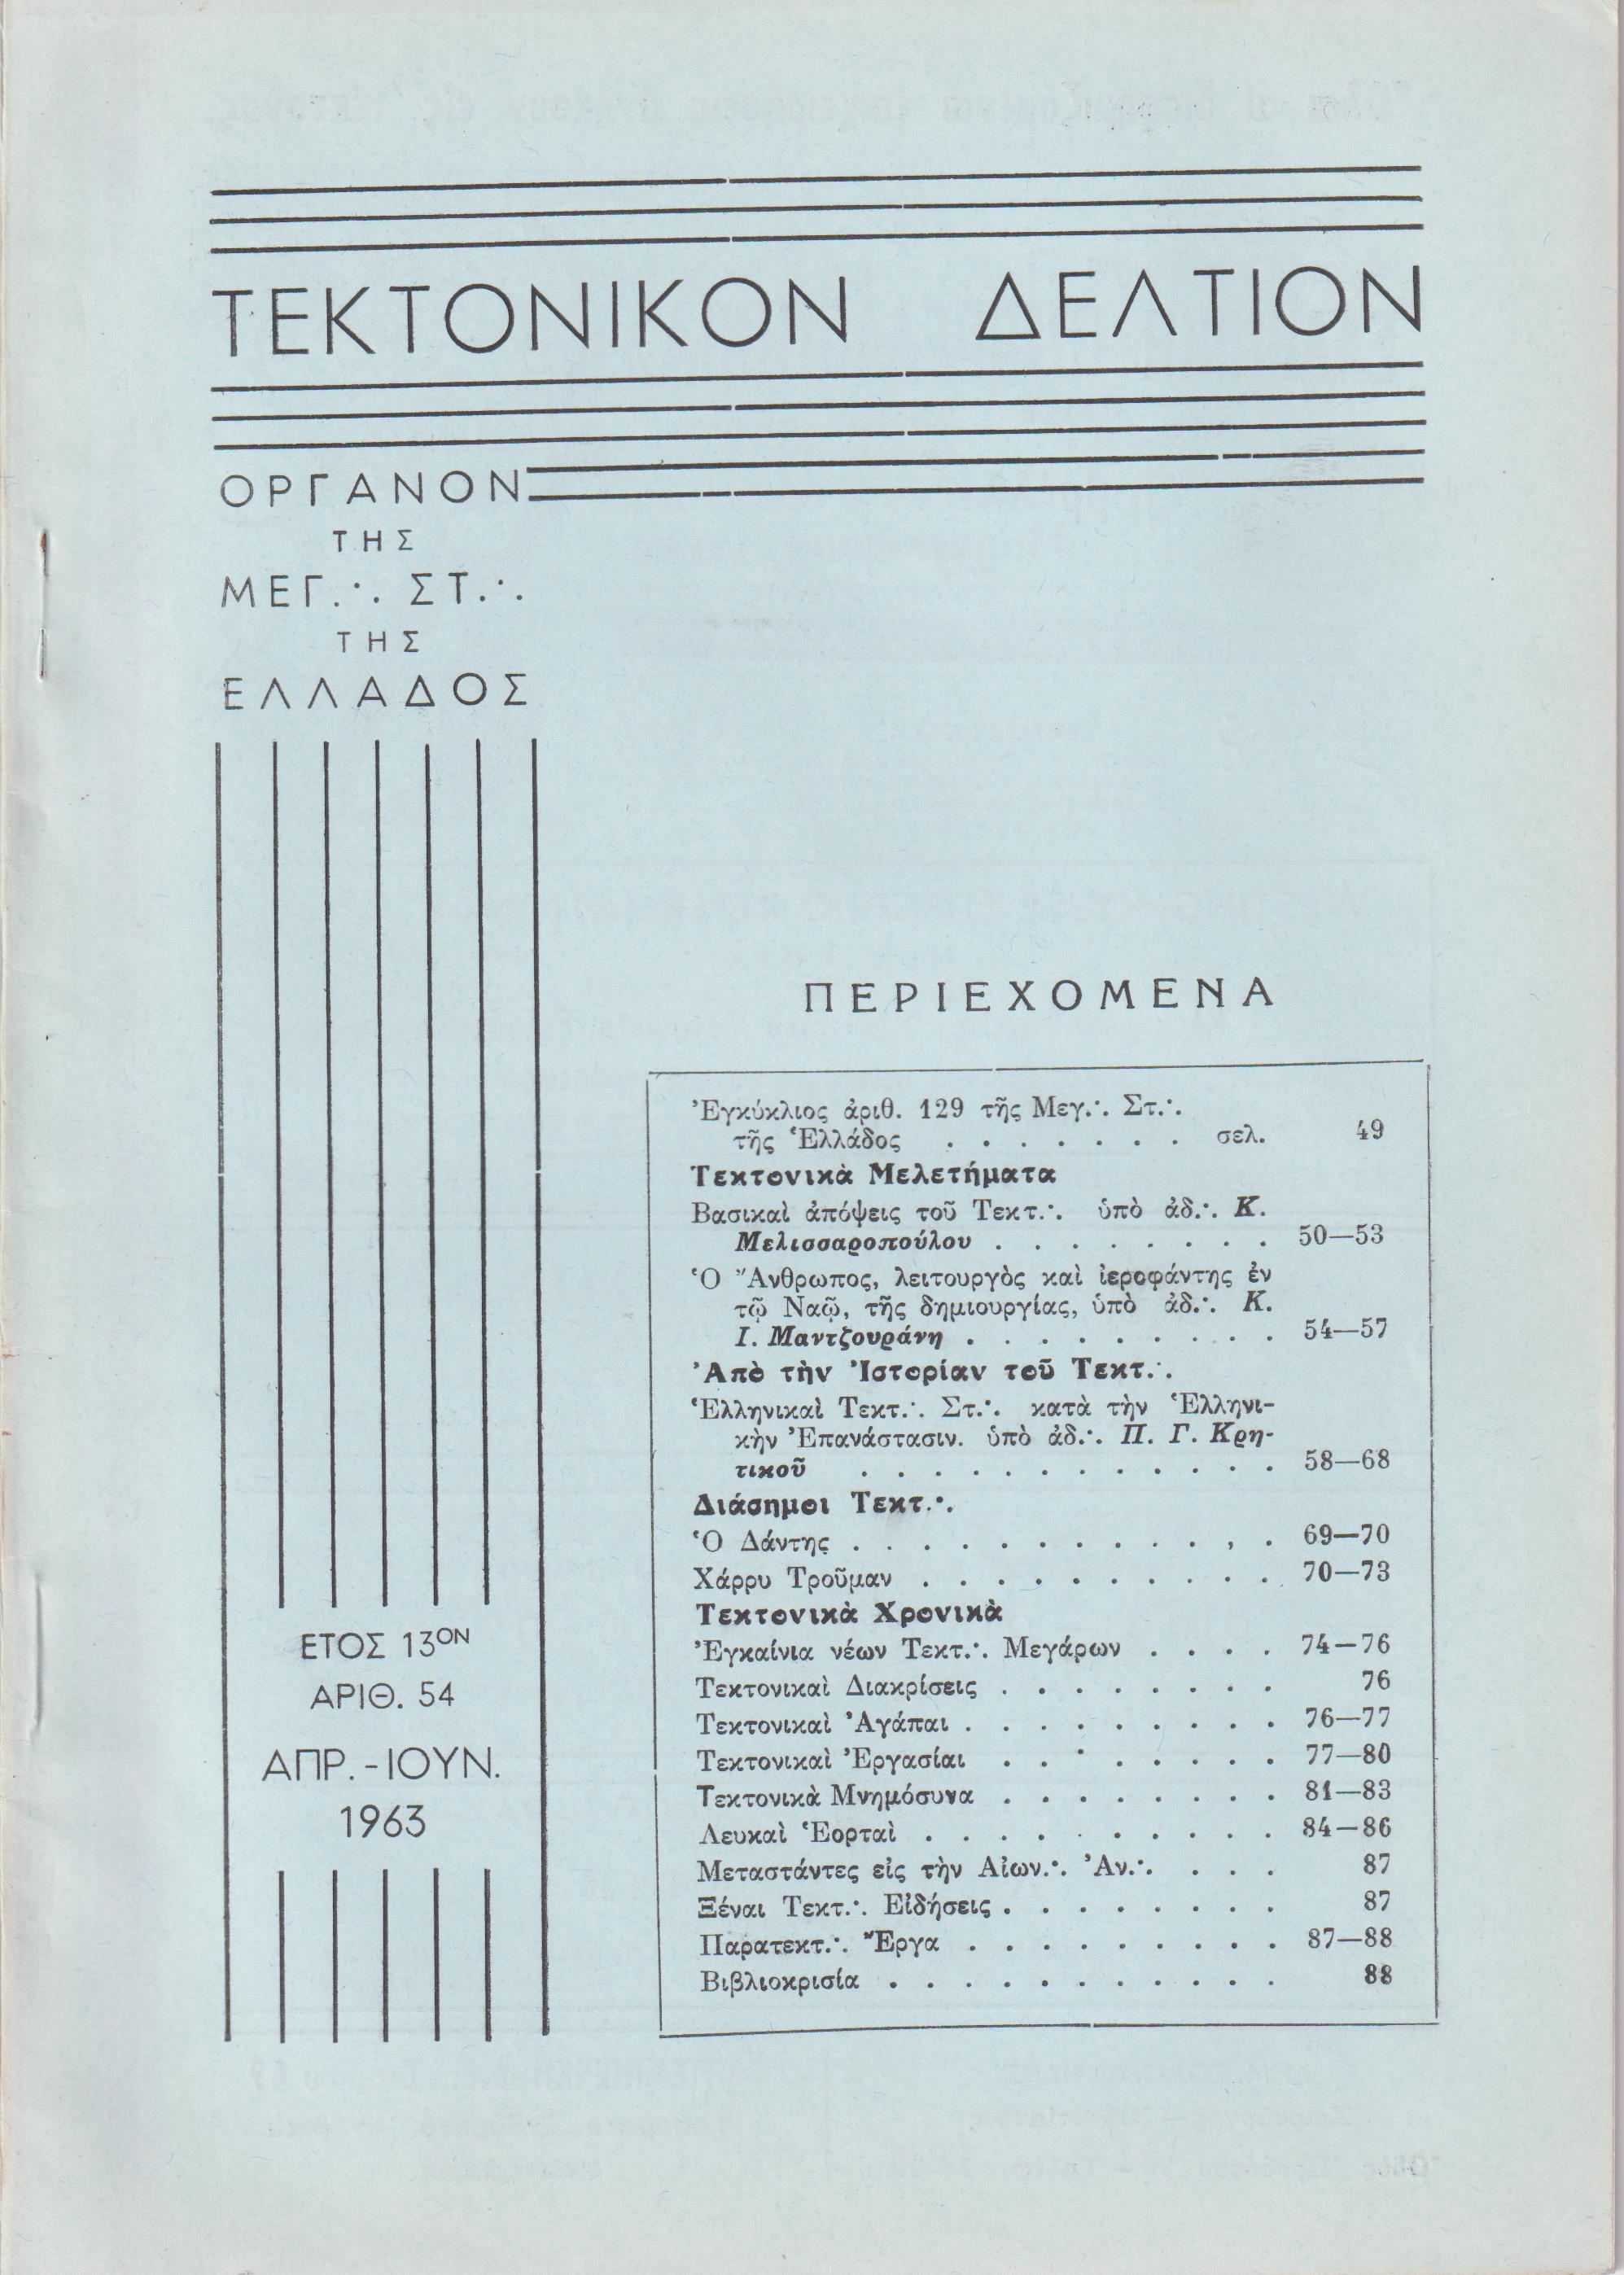 ΤΕΚΤΟΝΙΚΟΝ ΔΕΛΤΙΟΝ
ΟΡΓΑΝΟΝ
ΤΗΣ
ΜΕΓ.·. ΣΤ.·.
ΤΗΣ
ΕΛΛΑΔΟΣ
ΕΤΟΣ 13ΟΝ
ΑΡΙΘ. 54
ΑΠΡ.-ΙΟΥΝ.
1963
ΠΕΡΙΕΧΟΜΕΝΑ
Ἐγκύκλιος ἀριθ. 129 τῆς Μεγ.·. Στ.·.
τῆς Ἑλλάδος . . . . . . . σελ. 49
Τεκτονικὰ Μελετήματα
Βασικαὶ ἀπόψεις τοῦ Τεκτ.·. ὑπὸ ἀδ.·. Κ.
Μελισσαροπούλου . . . . . . . . 50—53
Ὁ Ἄνθρωπος, λειτουργὸς καὶ ἱεροφάντης ἐν
τῷ Ναῷ, τῆς δημιουργίας, ὑπὸ ἀδ.·. Κ.
Ι. Μαντζουράνη . . . . . . . . . 54—57
Ἀπὸ τὴν Ἱστορίαν τοῦ Τεκτ.·.
Ἑλληνικαὶ Τεκτ.·. Στ.·. κατὰ τὴν Ἑλληνι-
κὴν Ἐπανάστασιν. ὑπὸ ἀδ.·. Π. Γ. Κρη-
τικοῦ . . . . . . . . . . . . 58—68
Διάσημοι Τεκτ.·.
Ὁ Δάντης . . . . . . . . . . , . 69—70
Χάρρυ Τροῦμαν . . . . . . . . . . 70—73
Τεκτονικὰ Χρονικὰ
Ἐγκαίνια νέων Τεκτ.·. Μεγάρων . . . . 74—76
Τεκτονικαὶ Διακρίσεις . . . . . . . . 76
Τεκτονικαὶ Ἀγάπαι . . . . . . . . . 76—77
Τεκτονικαὶ Ἐργασίαι . . . . . . . . 77—80
Τεκτονικὰ Μνημόσυνα . . . . . . . . 81—83
Λευκαὶ Ἑορταὶ . . . . . . . . . . 84—86
Μεταστάντες εἰς τὴν Αἰων.·. Ἀν.·. . . . 87
Ξέναι Τεκτ.·. Εἰδήσεις . . . . . . . . 87
Παρατεκτ.·. Ἔργα . . . . . . . . . 87—88
Βιβλιοκρισία . . . . . . . . . . . 88